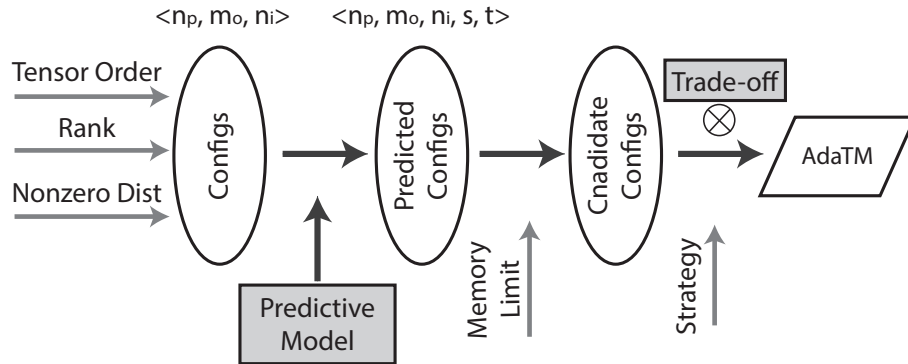 <nₚ, mₒ, nᵢ>
<nₚ, mₒ, nᵢ, s, t>
Tensor Order
Rank
Nonzero Dist
Configs
Predictive
Model
Predicted
Configs
Memory
Limit
Cnadidate
Configs
Trade-off
Strategy
AdaTM